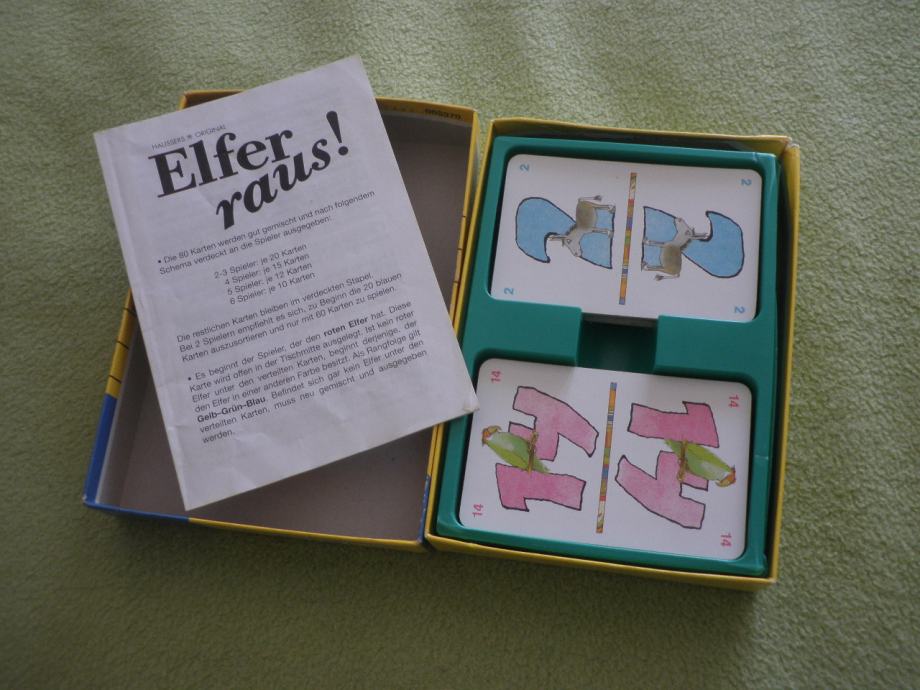 HAUSSERS ORIGINAL
Elfer
raus!
• Die 80 Karten werden gut gemischt und nach folgendem
Schema verdeckt an die Spieler ausgegeben:
2-3 Spieler: je 20 Karten
4 Spieler: je 15 Karten
5 Spieler: je 12 Karten
6 Spieler: je 10 Karten
Die restlichen Karten bleiben im verdeckten Stapel.
Bei 2 Spielern empfiehlt es sich, zu Beginn die 20 blauen
Karten auszusortieren und nur mit 60 Karten zu spielen.
• Es beginnt der Spieler, der den roten Elfer hat. Diese
Karte wird offen in der Tischmitte ausgelegt. Ist kein roter
Elfer unter den verteilten Karten, beginnt derjenige, der
den Elfer in einer anderen Farbe besitzt. Als Rangfolge gilt
Gelb-Grün-Blau. Befindet sich gar kein Elfer unter den
verteilten Karten, muss neu gemischt und ausgegeben
werden.
2
2
2
2
2
2
14
14
14
14
14
14